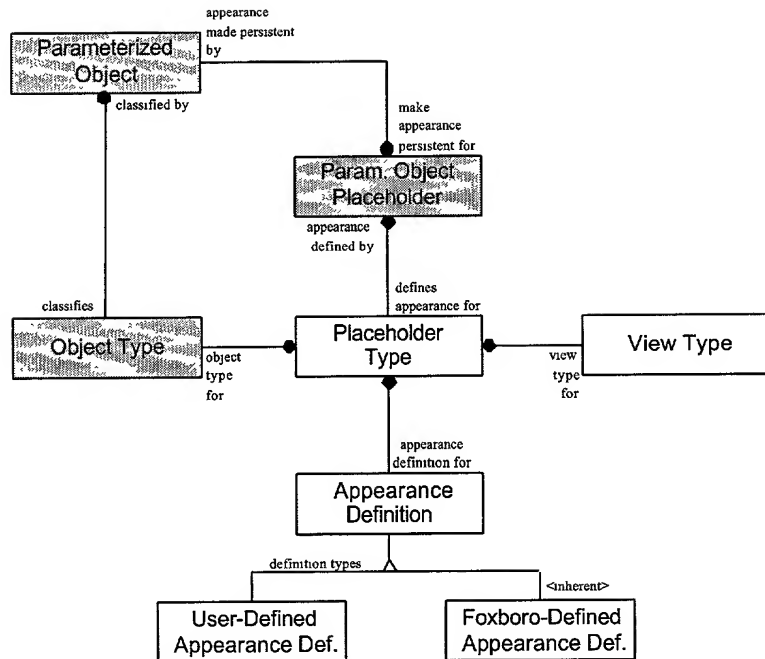 appearance
made persistent
by
Parameterized
Object
classified by
make
appearance
persistent for
Param. Object
Placeholder
appearance
defined by
classifies
defines
appearance for
Object Type
object
type
for
Placeholder
Type
view
type
for
View Type
appearance
definition for
Appearance
Definition
definition types
<inherent>
User-Defined
Appearance Def.
Foxboro-Defined
Appearance Def.